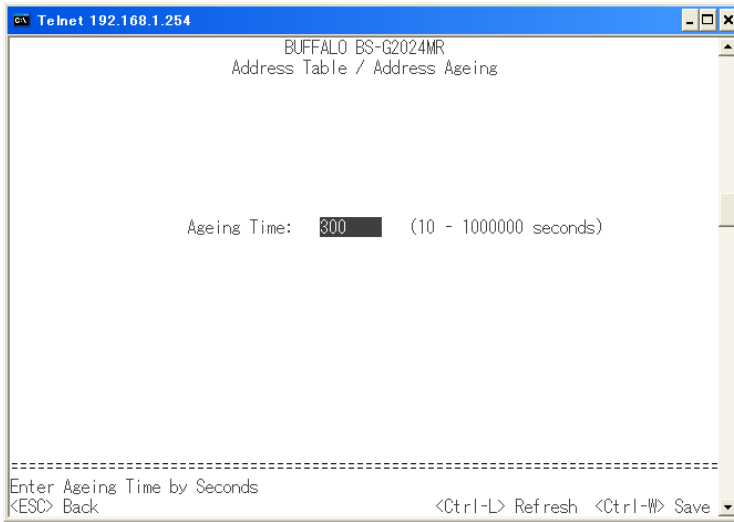 Telnet 192.168.1.254
BUFFALO BS-G2024MR
Address Table / Address Ageing
Ageing Time: 300 (10 - 1000000 seconds)
Enter Ageing Time by Seconds
<ESC> Back <Ctrl-L> Refresh <Ctrl-W> Save